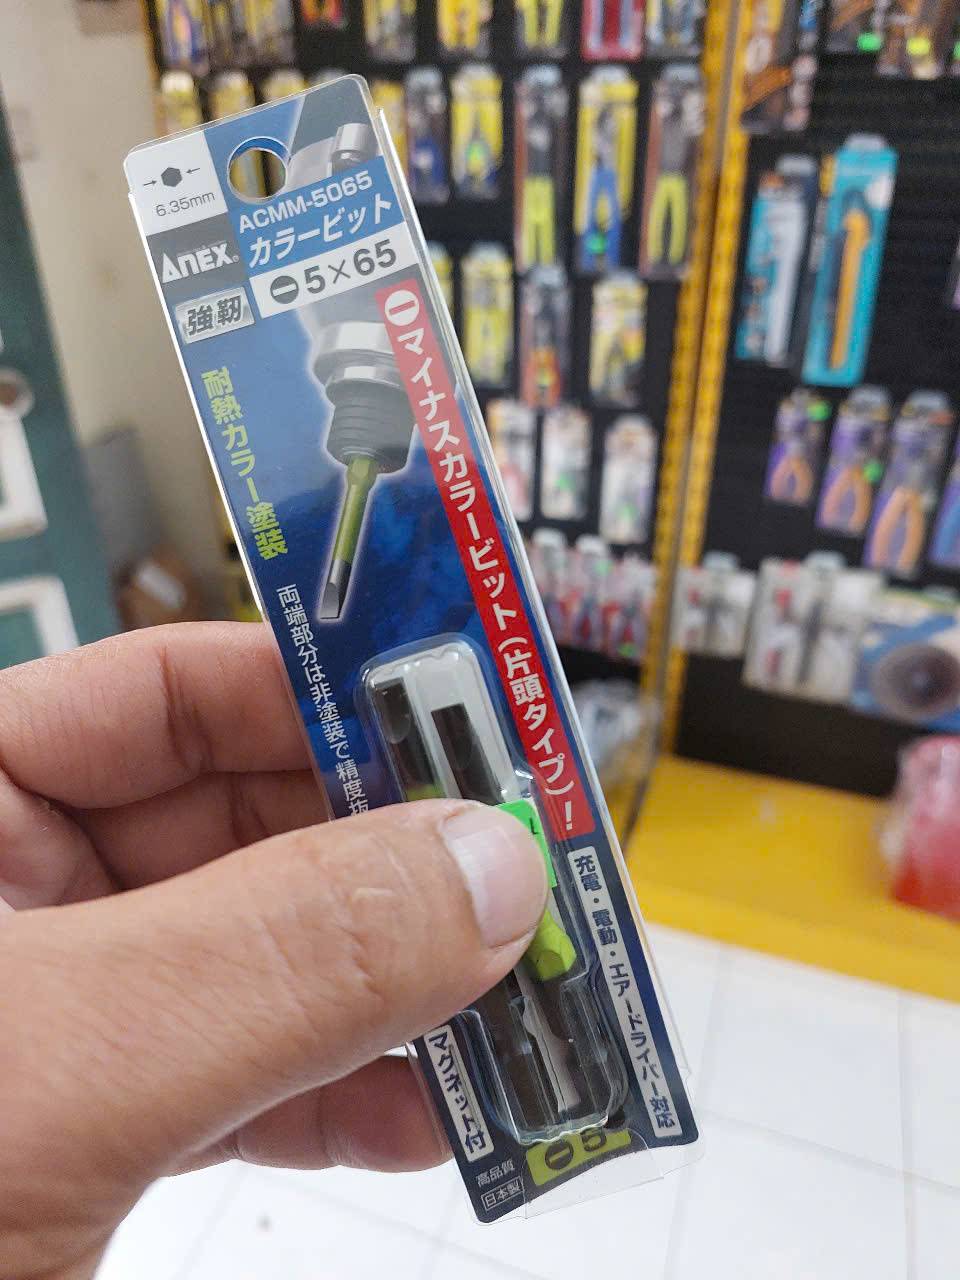 6.35mm
ACMM-5065
カラービット
ANEX®
5×65
強靭
マイナスカラービット(片頭タイプ)!
耐熱カラー塗装
両端部分は非塗装で精度抜
充電・電動・エアードライバー対応
マグネット付
5
高品質
日本製